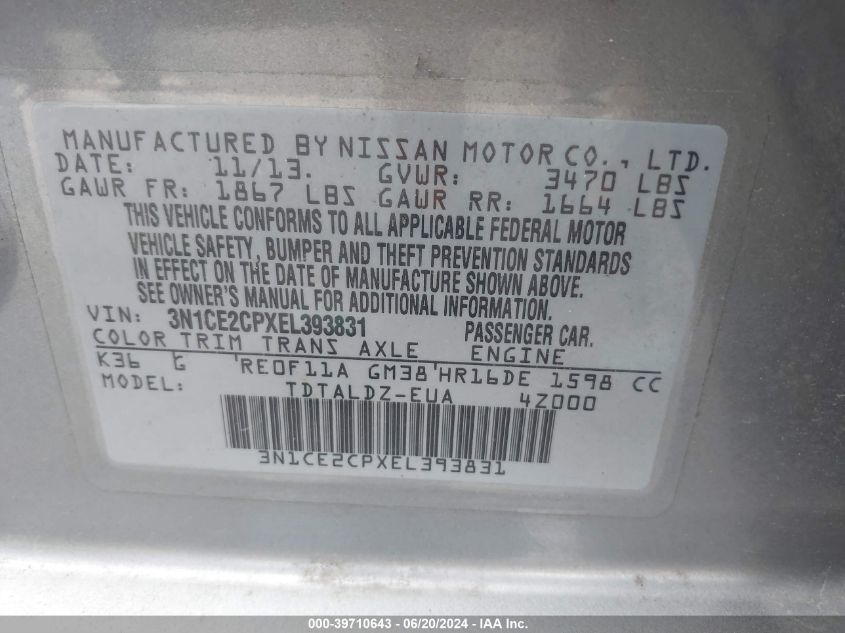 MANUFACTURED BY NISSAN MOTOR CO., LTD.
DATE: 11/13. GVWR: 3470 LBS
GAWR FR: 1867 LBS GAWR RR: 1664 LBS
THIS VEHICLE CONFORMS TO ALL APPLICABLE FEDERAL MOTOR
VEHICLE SAFETY, BUMPER AND THEFT PREVENTION STANDARDS
IN EFFECT ON THE DATE OF MANUFACTURE SHOWN ABOVE.
SEE OWNER'S MANUAL FOR ADDITIONAL INFORMATION.
VIN: 3N1CE2CPXEL393831 PASSENGER CAR.
COLOR TRIM TRANS AXLE ENGINE
K36 G 'RE0F11A GM38'HR16DE 1598 CC
MODEL: TDTALDZ-EUA 4Z000
3N1CE2CPXEL393831
000-39710643 - 06/20/2024 - IAA Inc.